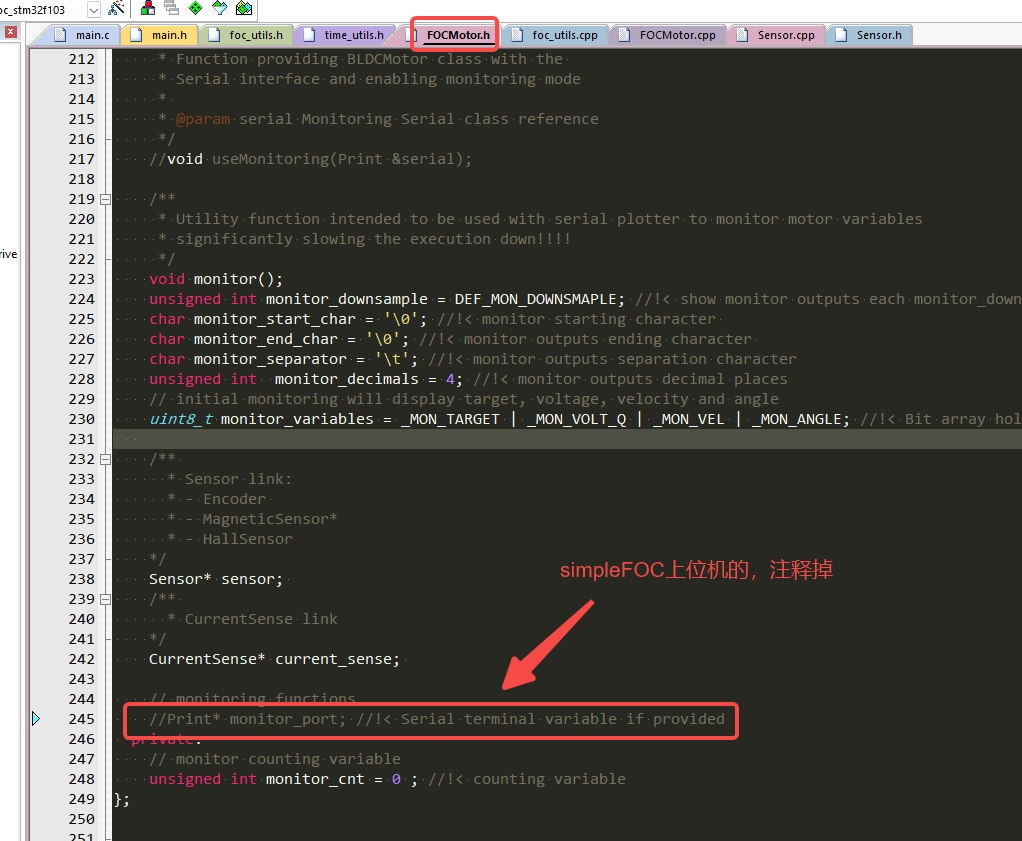 oc_stm32f103
main.c main.h foc_utils.h time_utils.h FOCMotor.h foc_utils.cpp FOCMotor.cpp Sensor.cpp Sensor.h
rive
212 * Function providing BLDCMotor class with the
213 * Serial interface and enabling monitoring mode
214 *
215 * @param serial Monitoring Serial class reference
216 */
217 //void useMonitoring(Print &serial);
218
219 /**
220 * Utility function intended to be used with serial plotter to monitor motor variables
221 * significantly slowing the execution down!!!!
222 */
223 void monitor();
224 unsigned int monitor_downsample = DEF_MON_DOWNSMAPLE; //!< show monitor outputs each monitor_down
225 char monitor_start_char = '\0'; //!< monitor starting character
226 char monitor_end_char = '\0'; //!< monitor outputs ending character
227 char monitor_separator = '\t'; //!< monitor outputs separation character
228 unsigned int  monitor_decimals = 4; //!< monitor outputs decimal places
229 // initial monitoring will display target, voltage, velocity and angle
230 uint8_t monitor_variables = _MON_TARGET | _MON_VOLT_Q | _MON_VEL | _MON_ANGLE; //!< Bit array hol
231
232 /**
233 * Sensor link:
234 * - Encoder
235 * - MagneticSensor*
236 * - HallSensor
237 */
simpleFOC上位机的，注释掉
238 Sensor* sensor;
239 /**
240 * CurrentSense link
241 */
242 CurrentSense* current_sense;
243
244 // monitoring functions
245 //Print* monitor_port; //!< Serial terminal variable if provided
246 private:
247 // monitor counting variable
248 unsigned int monitor_cnt = 0 ; //!< counting variable
249 };
250
251